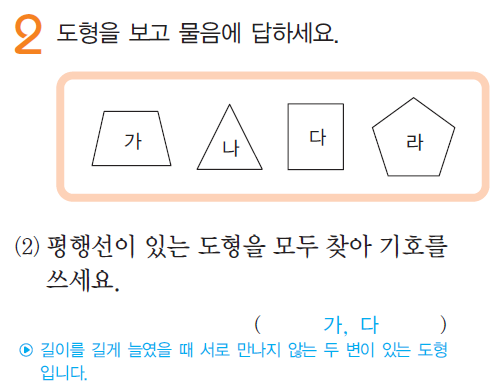 2 도형을 보고 물음에 답하세요.
가 나 다 라
(2) 평행선이 있는 도형을 모두 찾아 기호를
쓰세요.
( 가, 다 )
길이를 길게 늘였을 때 서로 만나지 않는 두 변이 있는 도형
입니다.